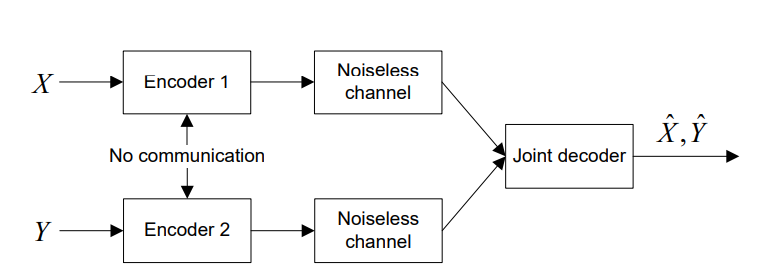 X
Encoder 1
Noiseless
channel
No communication
Joint decoder
X̂, Ŷ
Y
Encoder 2
Noiseless
channel